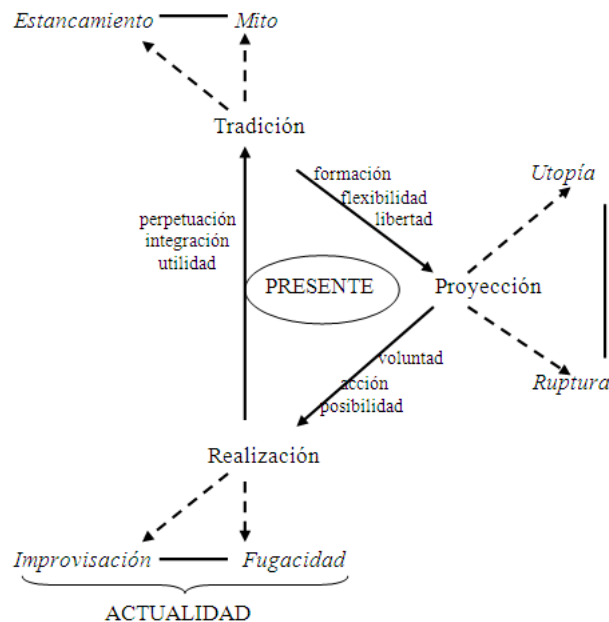 Estancamiento
Mito
Tradición
formación
flexibilidad
libertad
Utopía
perpetuación
integración
utilidad
PRESENTE
Proyección
voluntad
acción
posibilidad
Ruptura
Realización
Improvisación
Fugacidad
ACTUALIDAD